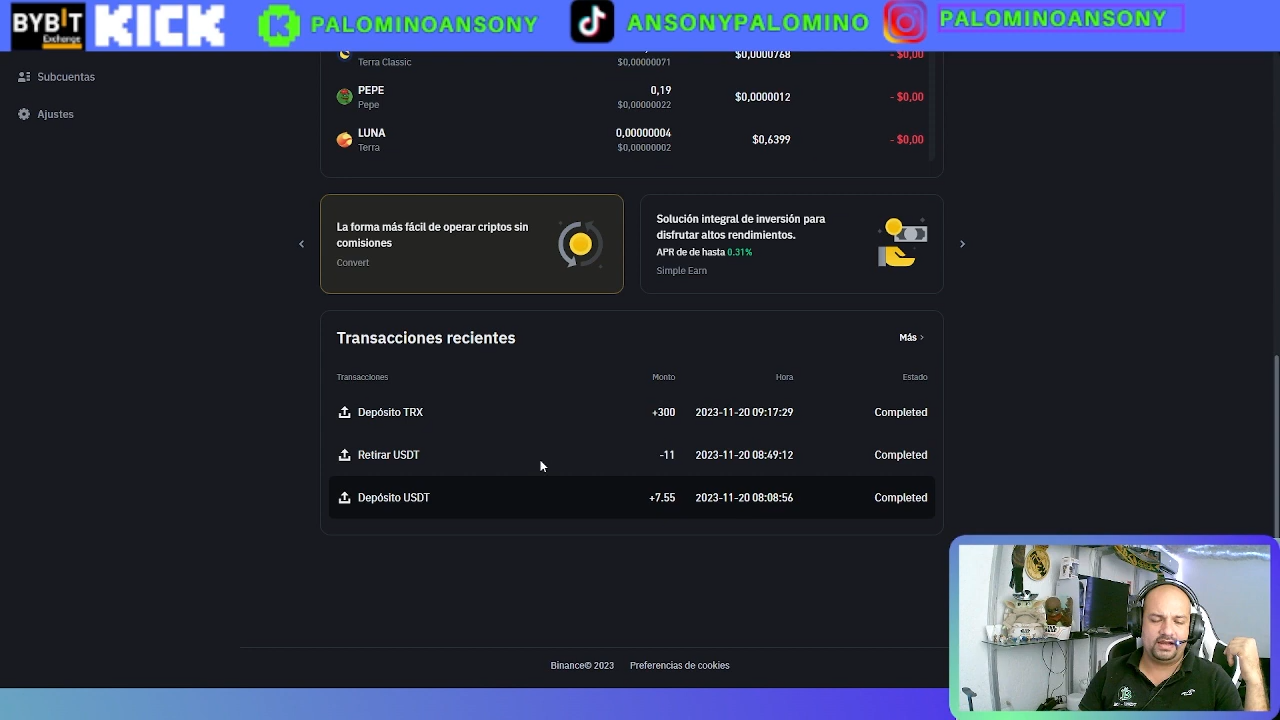 BYBIT
Exchange
KICK
PALOMINOANSONY
ANSONYPALOMINO
PALOMINOANSONY
Subcuentas
Ajustes
Terra Classic
$0,00000071
$0,0000768
- $0,00
PEPE
Pepe
0,19
$0,00000022
$0,0000012
- $0,00
LUNA
Terra
0,00000004
$0,00000002
$0,6399
- $0,00
La forma más fácil de operar criptos sin
comisiones
Convert
Solución integral de inversión para
disfrutar altos rendimientos.
APR de de hasta 0.31%
Simple Earn
Transacciones recientes
Más
Transacciones Monto Hora Estado
Depósito TRX +300 2023-11-20 09:17:29 Completed
Retirar USDT -11 2023-11-20 08:49:12 Completed
Depósito USDT +7.55 2023-11-20 08:08:56 Completed
Binance© 2023 Preferencias de cookies